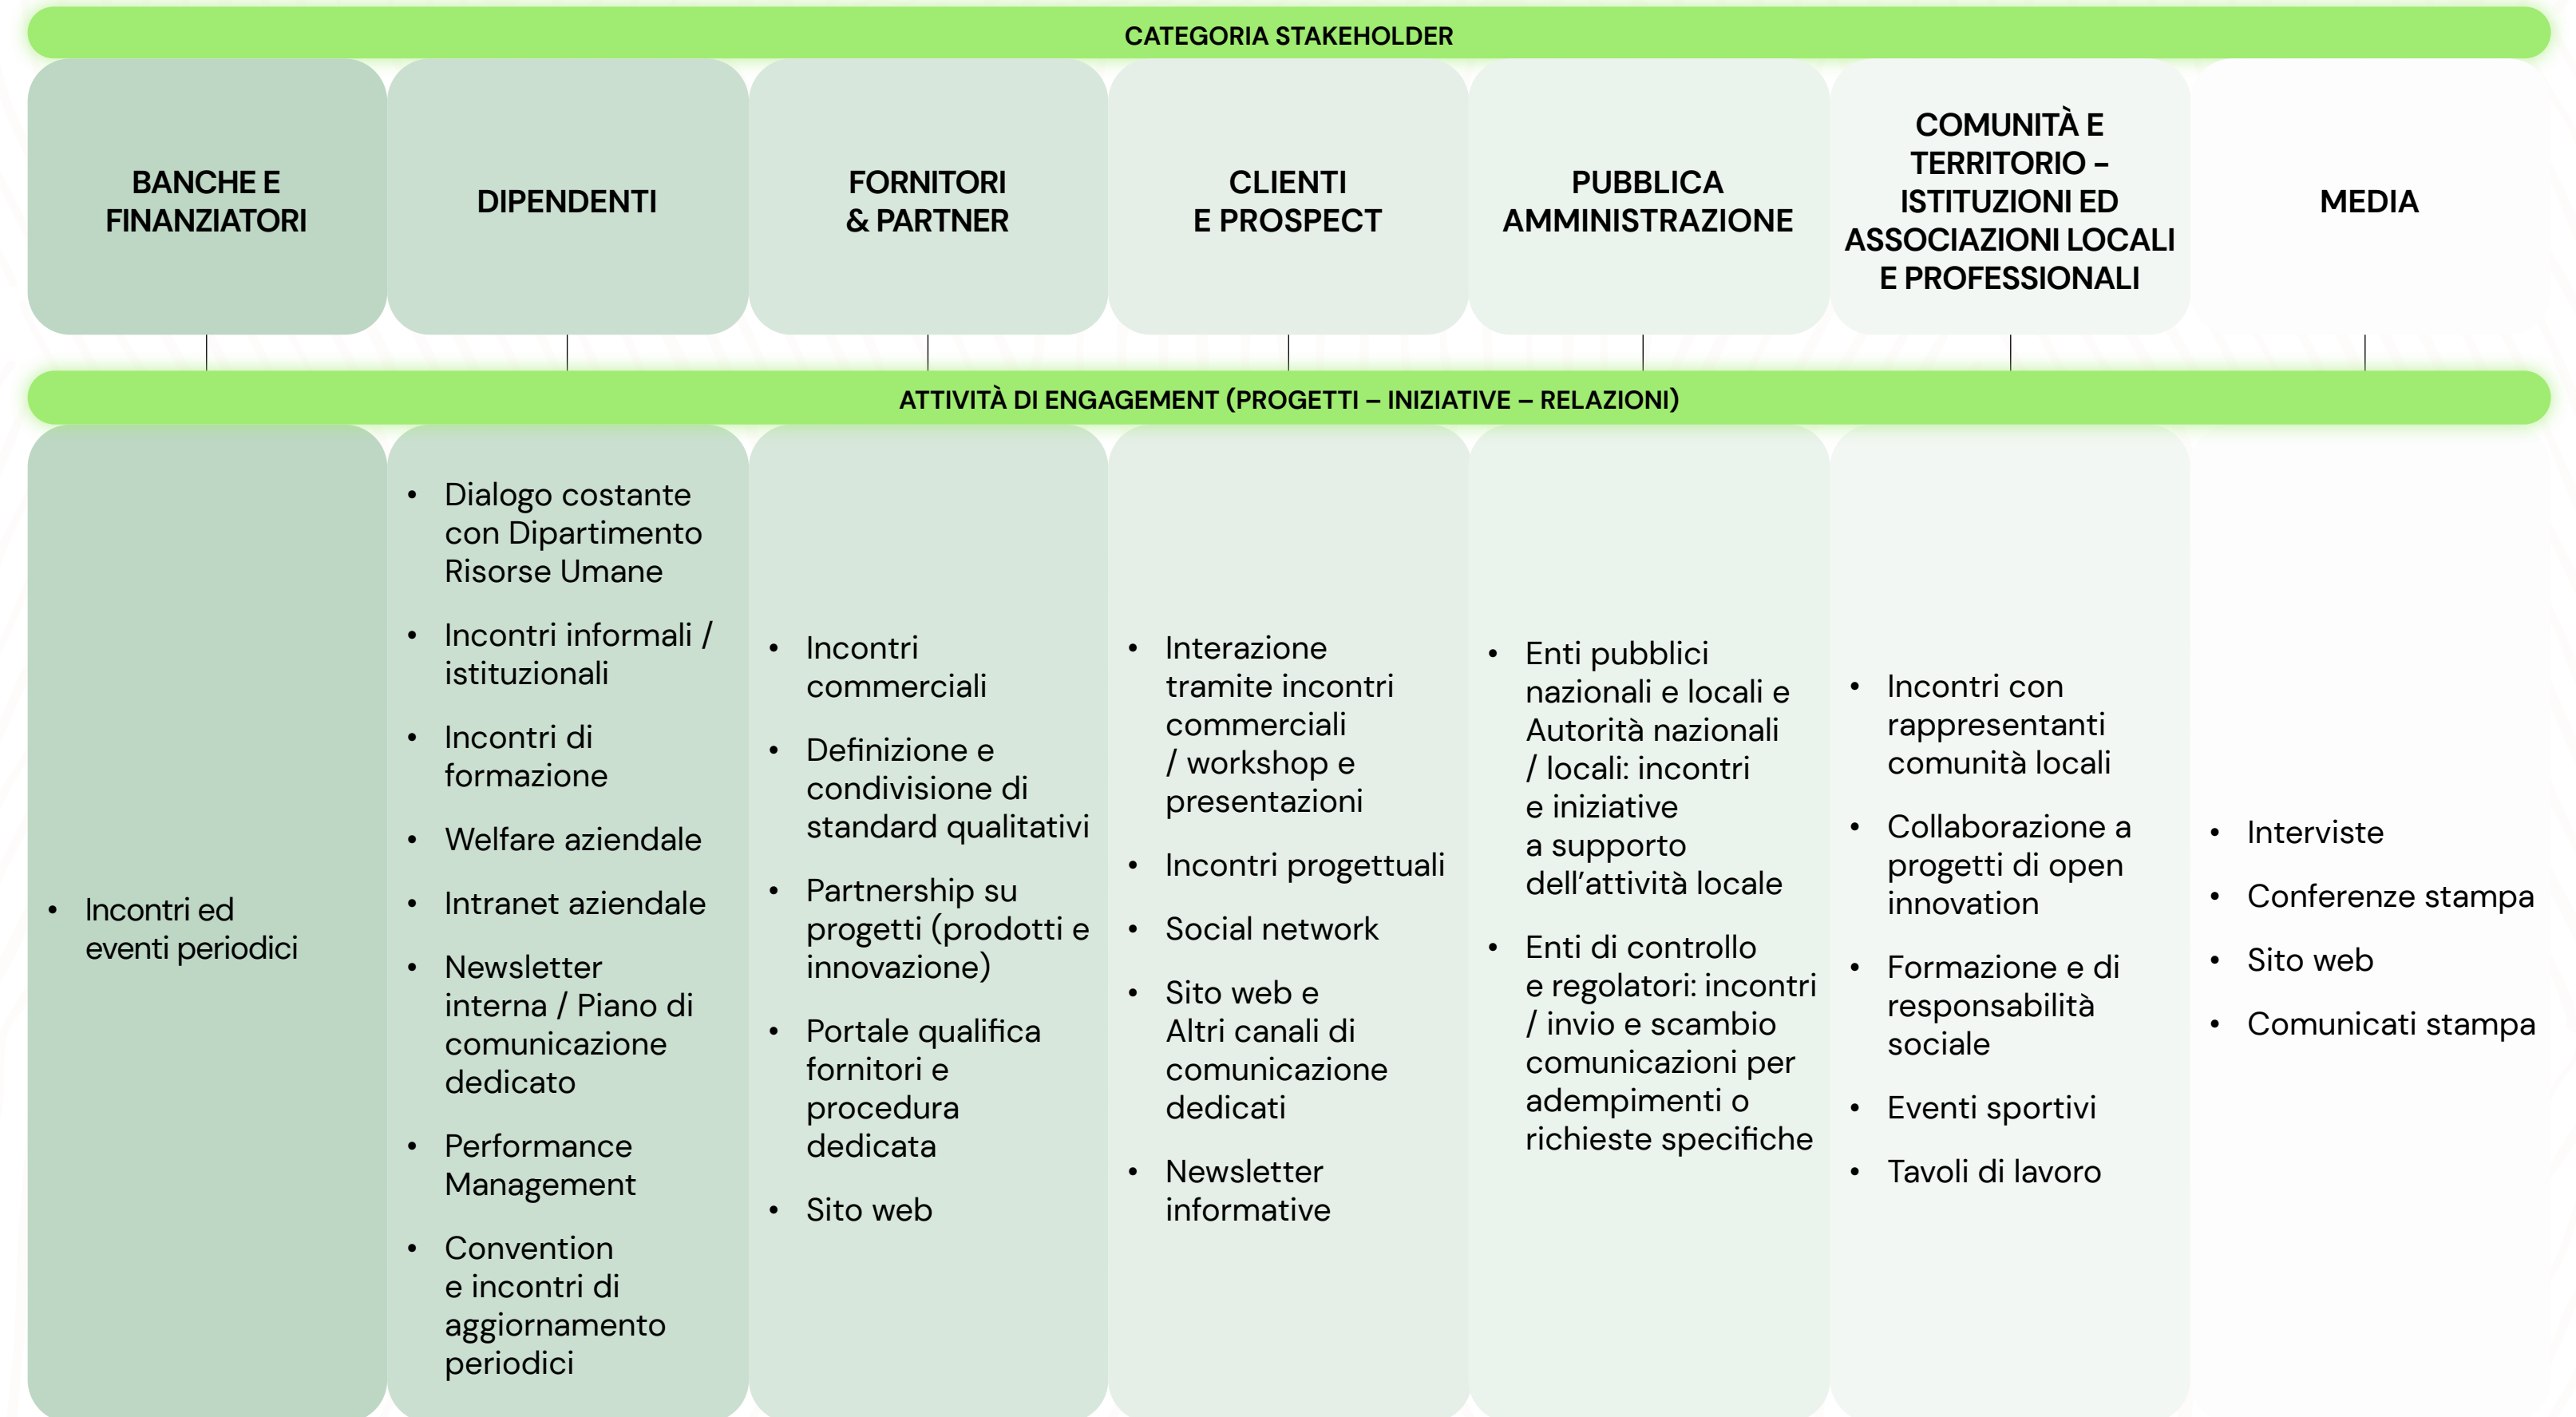 CATEGORIA STAKEHOLDER
BANCHE E
FINANZIATORI
DIPENDENTI
FORNITORI
& PARTNER
CLIENTI
E PROSPECT
PUBBLICA
AMMINISTRAZIONE
COMUNITÀ E
TERRITORIO –
ISTITUZIONI ED
ASSOCIAZIONI LOCALI
E PROFESSIONALI
MEDIA
ATTIVITÀ DI ENGAGEMENT (PROGETTI – INIZIATIVE – RELAZIONI)
• Incontri ed
eventi periodici
• Dialogo costante
con Dipartimento
Risorse Umane
• Incontri informali /
istituzionali
• Incontri di
formazione
• Welfare aziendale
• Intranet aziendale
• Newsletter
interna / Piano di
comunicazione
dedicato
• Performance
Management
• Convention
e incontri di
aggiornamento
periodici
• Incontri
commerciali
• Definizione e
condivisione di
standard qualitativi
• Partnership su
progetti (prodotti e
innovazione)
• Portale qualifica
fornitori e
procedura
dedicata
• Sito web
• Interazione
tramite incontri
commerciali
/ workshop e
presentazioni
• Incontri progettuali
• Social network
• Sito web e
Altri canali di
comunicazione
dedicati
• Newsletter
informative
• Enti pubblici
nazionali e locali e
Autorità nazionali
/ locali: incontri
e iniziative
a supporto
dell’attività locale
• Enti di controllo
e regolatori: incontri
/ invio e scambio
comunicazioni per
adempimenti o
richieste specifiche
• Incontri con
rappresentanti
comunità locali
• Collaborazione a
progetti di open
innovation
• Formazione e di
responsabilità
sociale
• Eventi sportivi
• Tavoli di lavoro
• Interviste
• Conferenze stampa
• Sito web
• Comunicati stampa